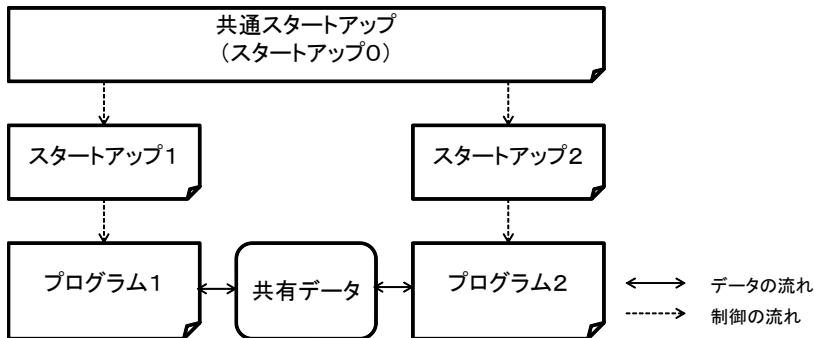 共通スタートアップ
（スタートアップ０）
スタートアップ１
スタートアップ２
プログラム１
共有データ
プログラム２
データの流れ
制御の流れ